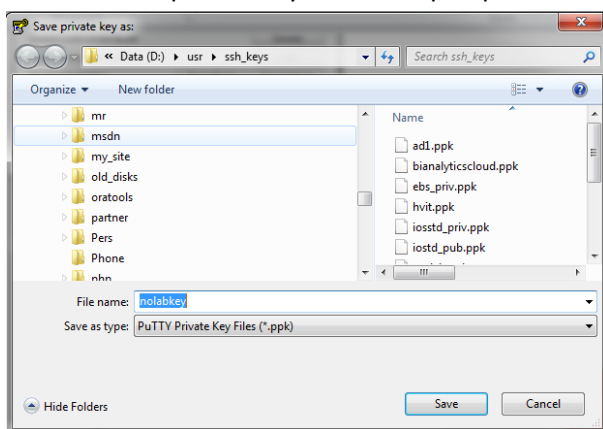 Save private key as:
« Data (D:) ▸ usr ▸ ssh_keys
Search ssh_keys
Organize ▾ New folder
mr
msdn
my_site
old_disks
oratools
partner
Pers
Phone
php
Name
ad1.ppk
bianalyticscloud.ppk
ebs_priv.ppk
hvit.ppk
iosstd_priv.ppk
iostd_pub.ppk
File name: nolabkey
Save as type: PuTTY Private Key Files (*.ppk)
Hide Folders
Save
Cancel